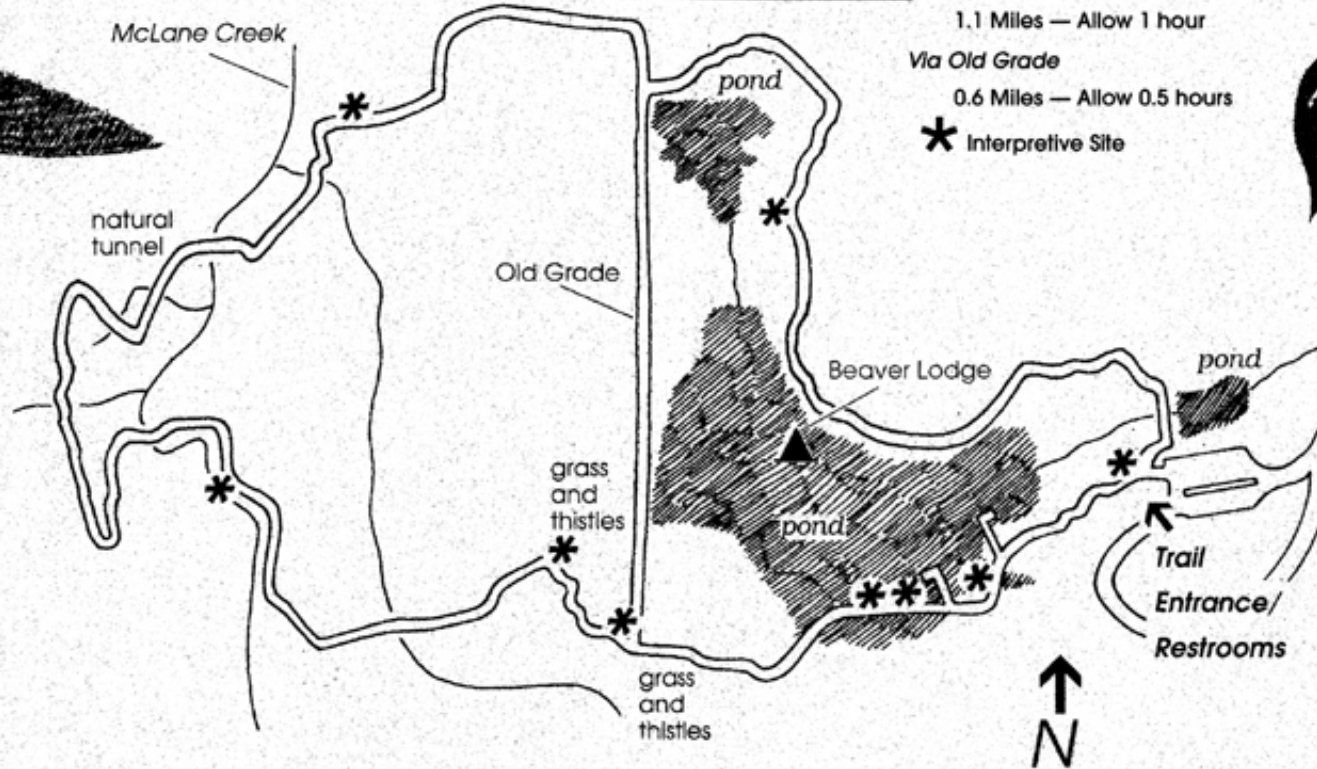 1.1 Miles — Allow 1 hour
Via Old Grade
0.6 Miles — Allow 0.5 hours
* Interpretive Site
McLane Creek
pond
natural
tunnel
Old Grade
Beaver Lodge
pond
grass
and
thistles
pond
Trail
Entrance/
Restrooms
grass
and
thistles
N